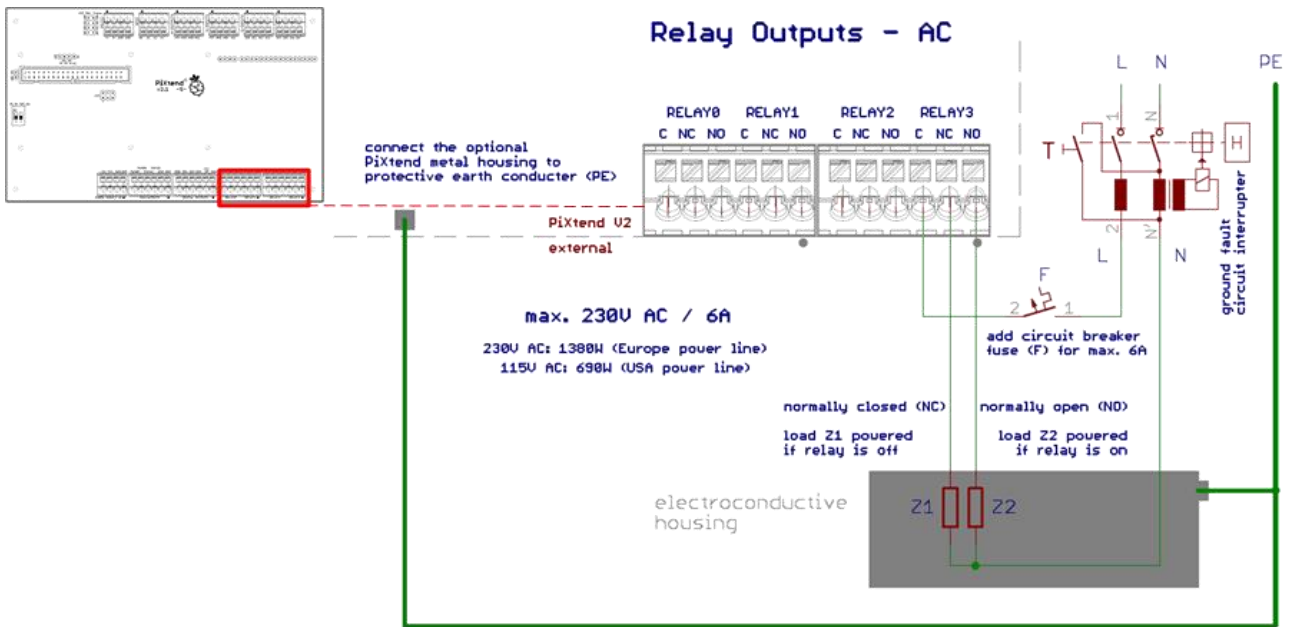 Relay Outputs - AC
PiXtend
L N PE
RELAY0 RELAY1 RELAY2 RELAY3
C NC NO C NC NO C NC NO C NC NO
1 N
T H
connect the optional
PiXtend metal housing to
protective earth conducter (PE)
PiXtend V2
external
2 N'
L N
ground fault
circuit interrupter
F
2 1
max. 230V AC / 6A
add circuit breaker
fuse (F) for max. 6A
230V AC: 1380W (Europe power line)
115V AC: 690W (USA power line)
normally closed (NC) normally open (NO)
load Z1 powered
if relay is off
load Z2 powered
if relay is on
electroconductive
housing
Z1 Z2